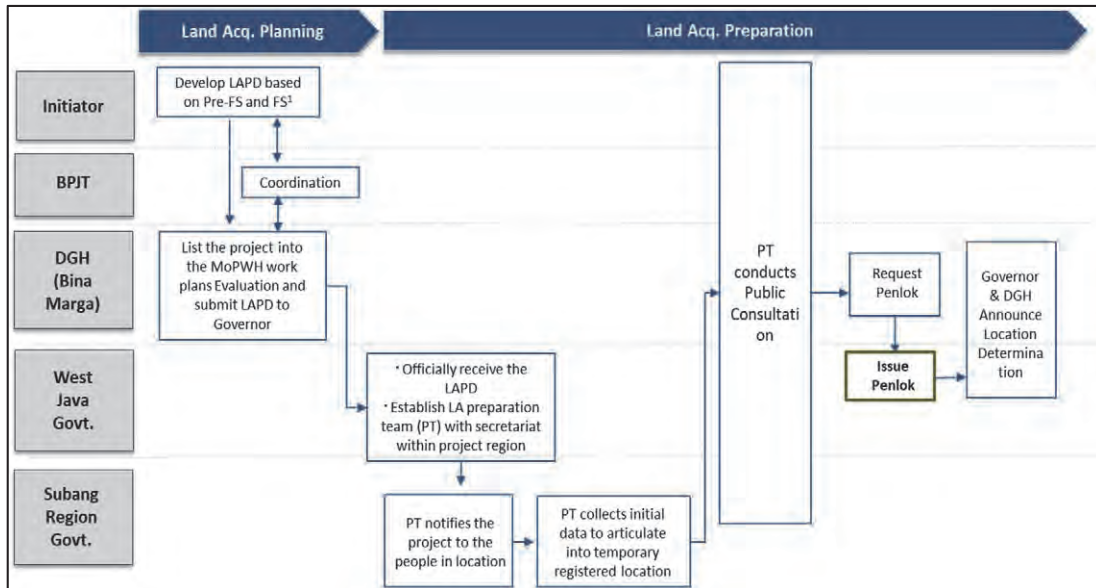 Land Acq. Planning
Land Acq. Preparation
Initiator
Develop LAPD based
on Pre-FS and FS1
BPJT
Coordination
DGH
(Bina
Marga)
List the project into
the MoPWH work
plans Evaluation and
submit LAPD to
Governor
PT
conducts
Public
Consultati
on
Request
Penlok
Governor
& DGH
Announce
Location
Determina
tion
West
Java
Govt.
· Officially receive the
LAPD
· Establish LA preparation
team (PT) with secretariat
within project region
Issue
Penlok
Subang
Region
Govt.
PT notifies the
project to the
people in location
PT collects initial
data to articulate
into temporary
registered location